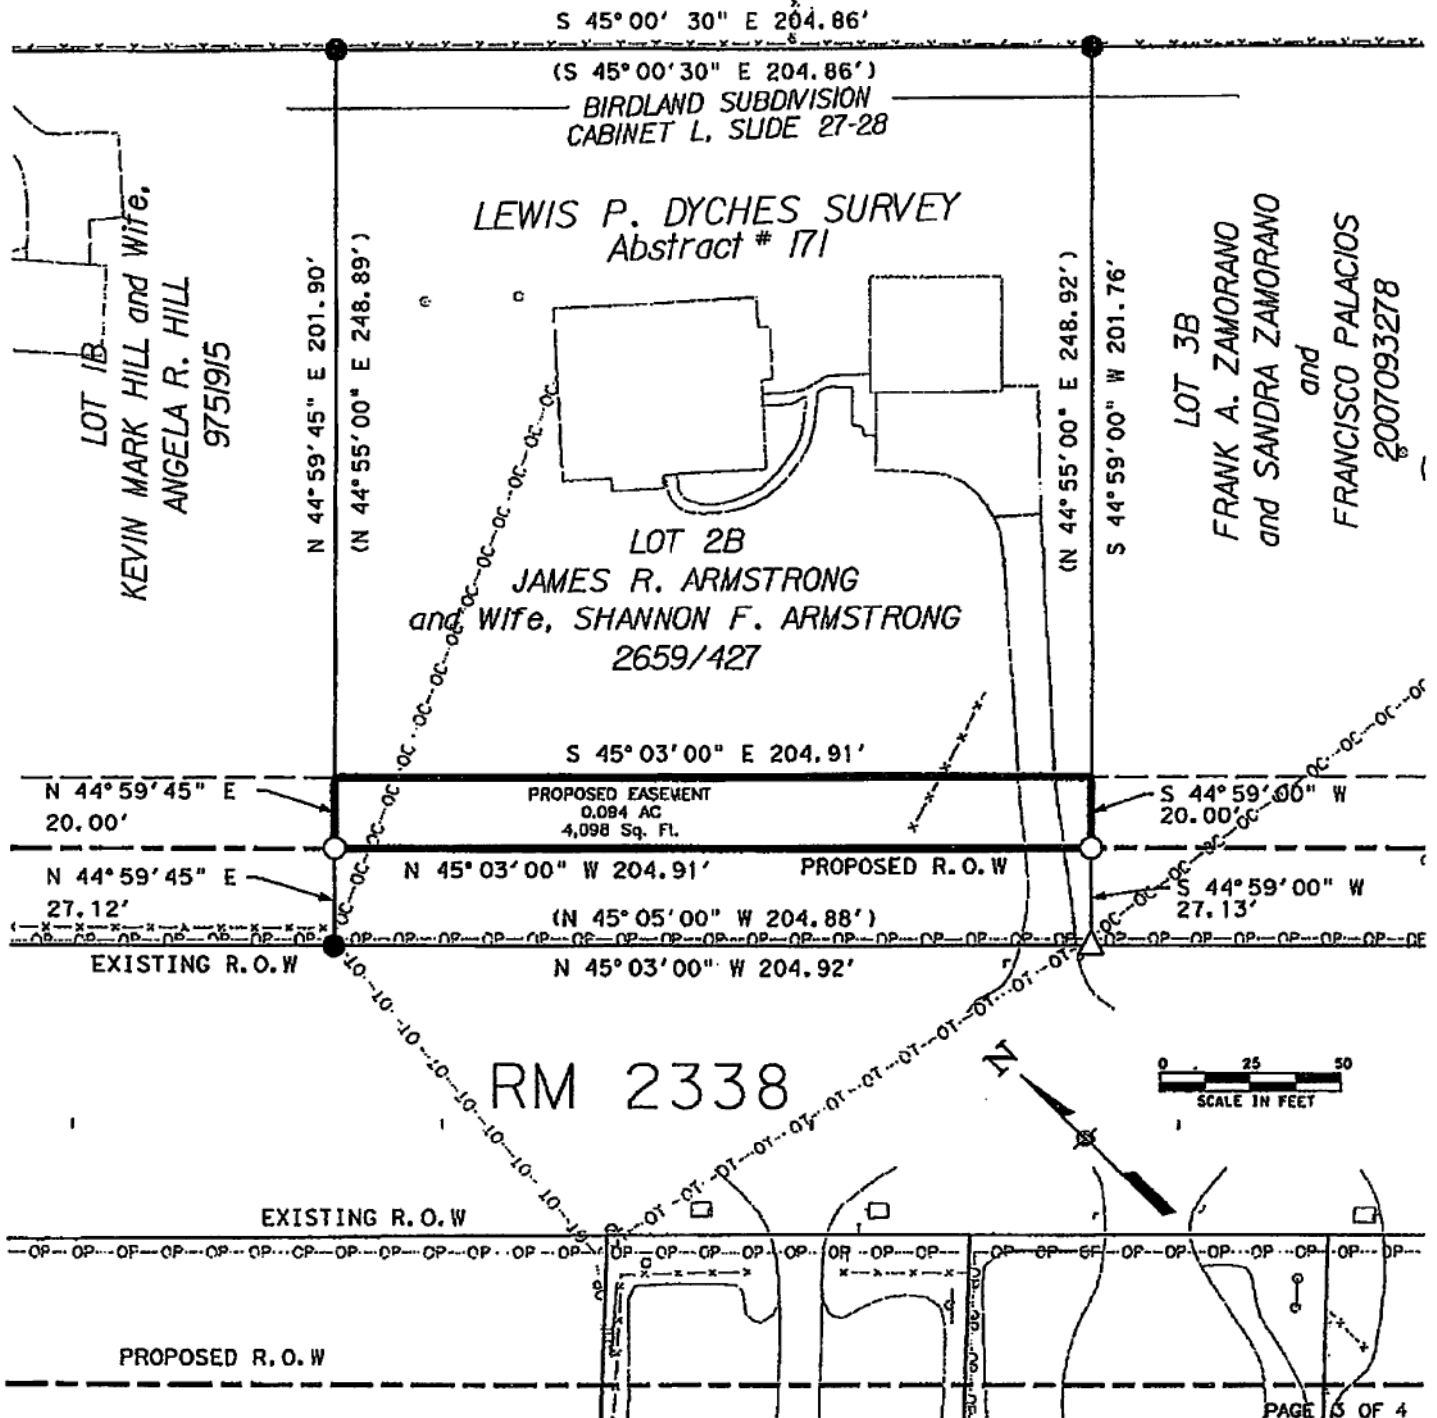 S 45°00' 30" E 204.86'
(S 45°00'30" E 204.86')
BIRDLAND SUBDIVISION
CABINET L, SLIDE 27-28
LEWIS P. DYCHES SURVEY
Abstract # 171
LOT 1B
KEVIN MARK HILL and Wife,
ANGELA R. HILL
9751915
N 44°59'45" E 201.90'
(N 44°55'00" E 248.89')
(N 44°55'00" E 248.92')
S 44°59'00" W 201.76'
LOT 3B
FRANK A. ZAMORANO
and SANDRA ZAMORANO
and
FRANCISCO PALACIOS
2007093278
LOT 2B
JAMES R. ARMSTRONG
and Wife, SHANNON F. ARMSTRONG
2659/427
S 45°03'00" E 204.91'
N 44°59'45" E
20.00'
PROPOSED EASEMENT
0.094 AC
4,098 Sq. Ft.
S 44°59'00" W
20.00'
N 45°03'00" W 204.91'
PROPOSED R.O.W
N 44°59'45" E
27.12'
S 44°59'00" W
27.13'
(N 45°05'00" W 204.88')
EXISTING R.O.W
N 45°03'00" W 204.92'
RM 2338
N
0 25 50
SCALE IN FEET
EXISTING R.O.W
PROPOSED R.O.W
PAGE 3 OF 4